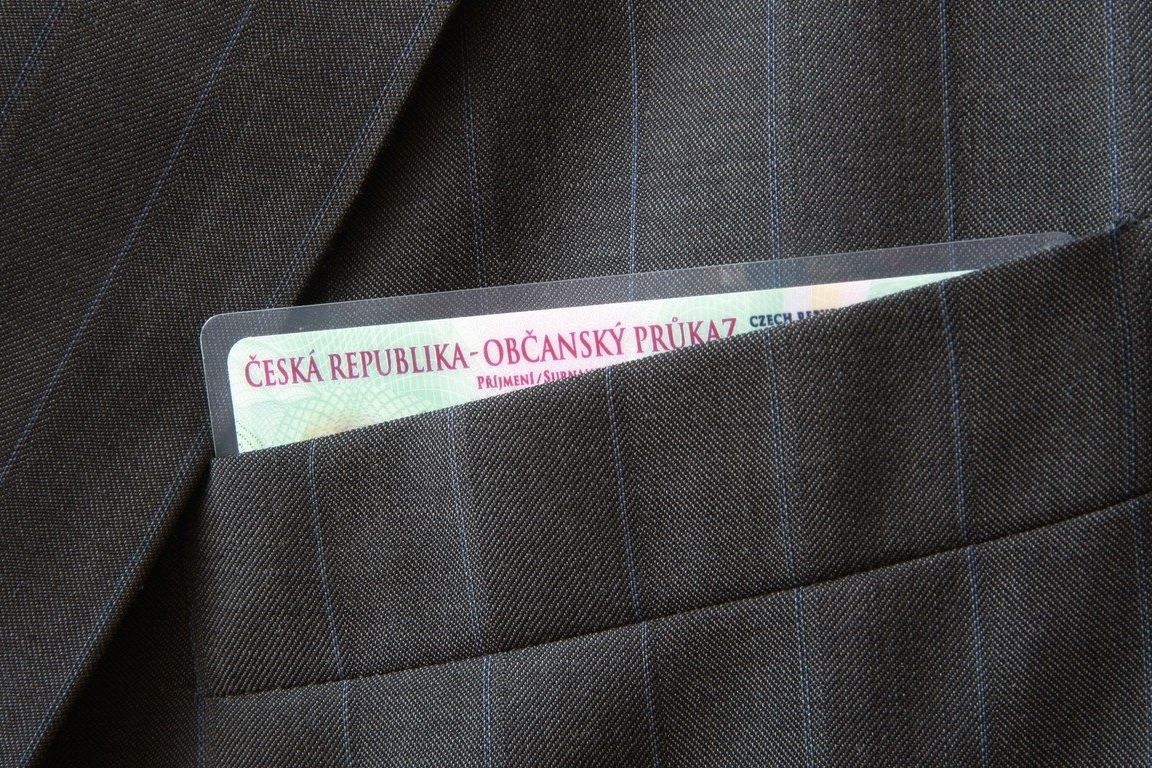 ČESKÁ REPUBLIKA - OBČANSKÝ PRŮKAZ CZECH
PŘÍJMENÍ /